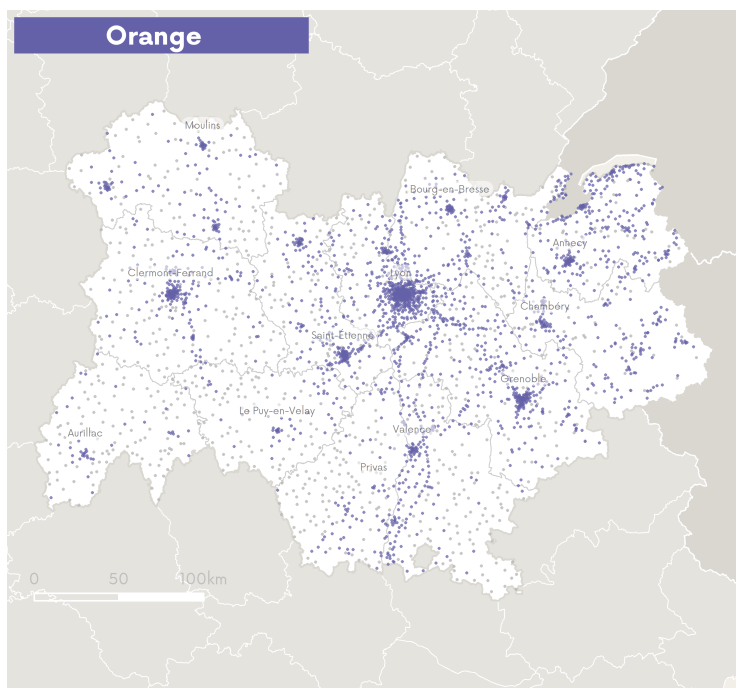 Orange
Moulins
Bourg-en-Bresse
Annecy
Clermont-Ferrand
Lyon
Chambéry
Saint-Étienne
Grenoble
Le Puy-en-Velay
Aurillac
Valence
Privas
0 50 100km